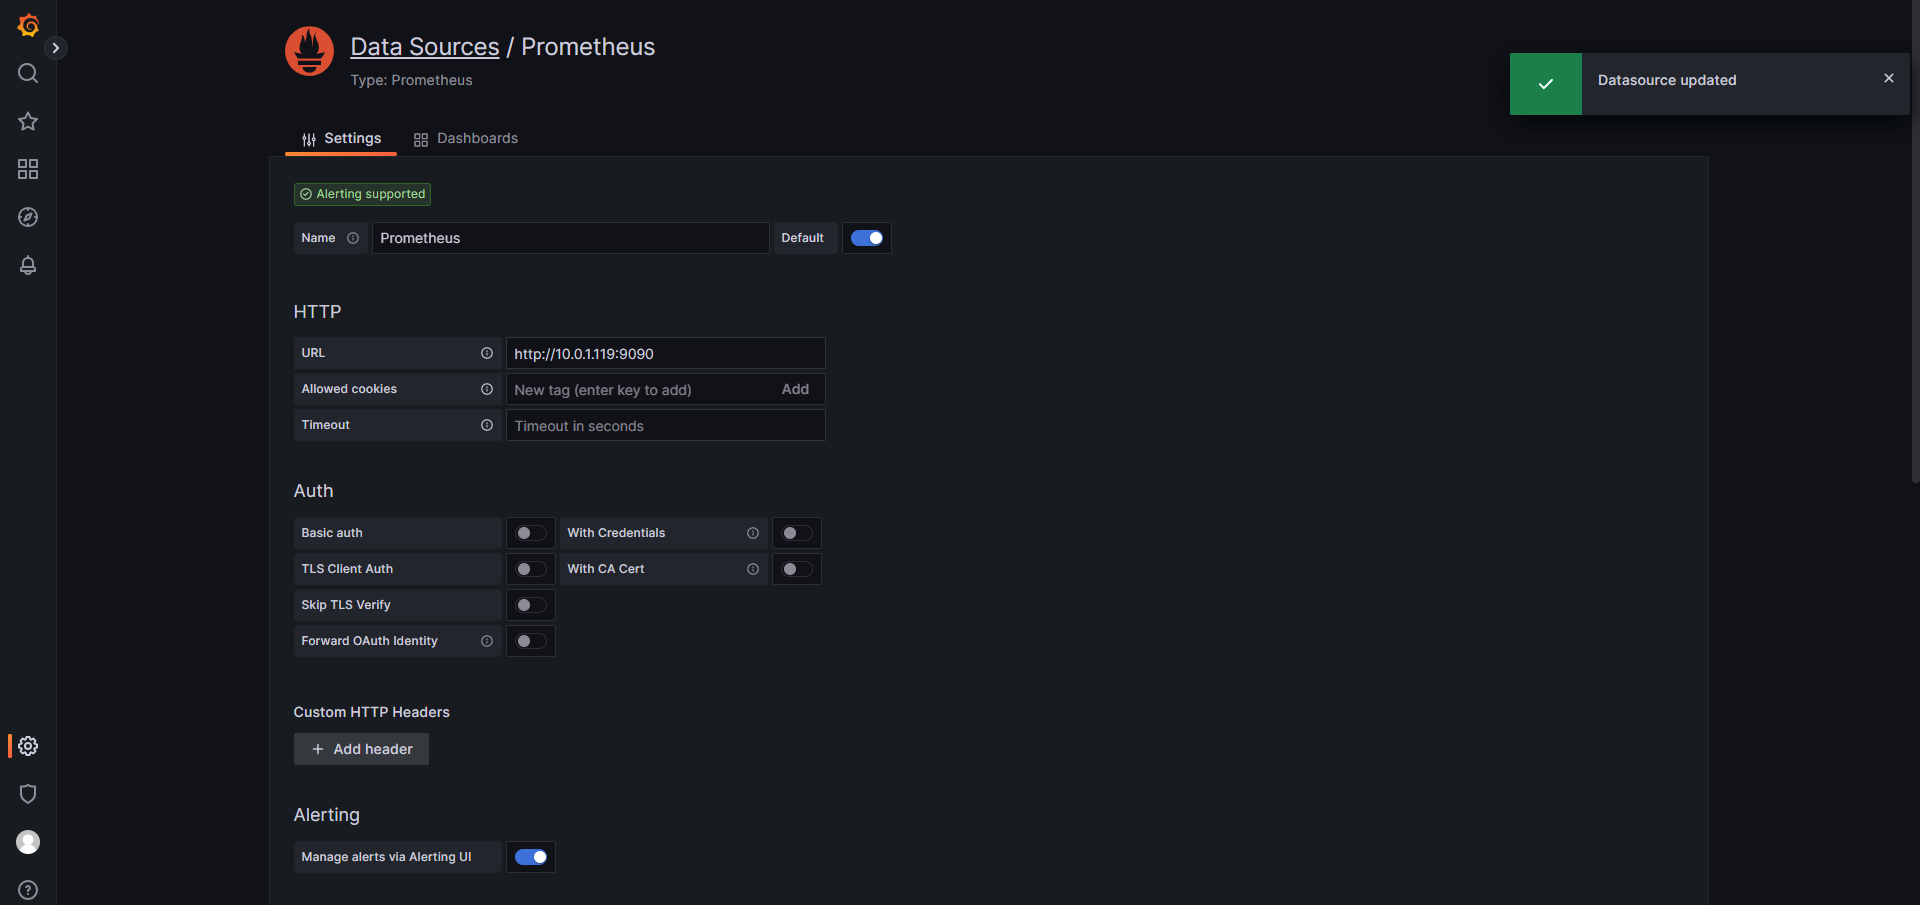 Data Sources / Prometheus
Type: Prometheus
Datasource updated
Settings
Dashboards
Alerting supported
Name
Prometheus
Default
HTTP
URL
http://10.0.1.119:9090
Allowed cookies
New tag (enter key to add)
Add
Timeout
Timeout in seconds
Auth
Basic auth
With Credentials
TLS Client Auth
With CA Cert
Skip TLS Verify
Forward OAuth Identity
Custom HTTP Headers
Add header
Alerting
Manage alerts via Alerting UI